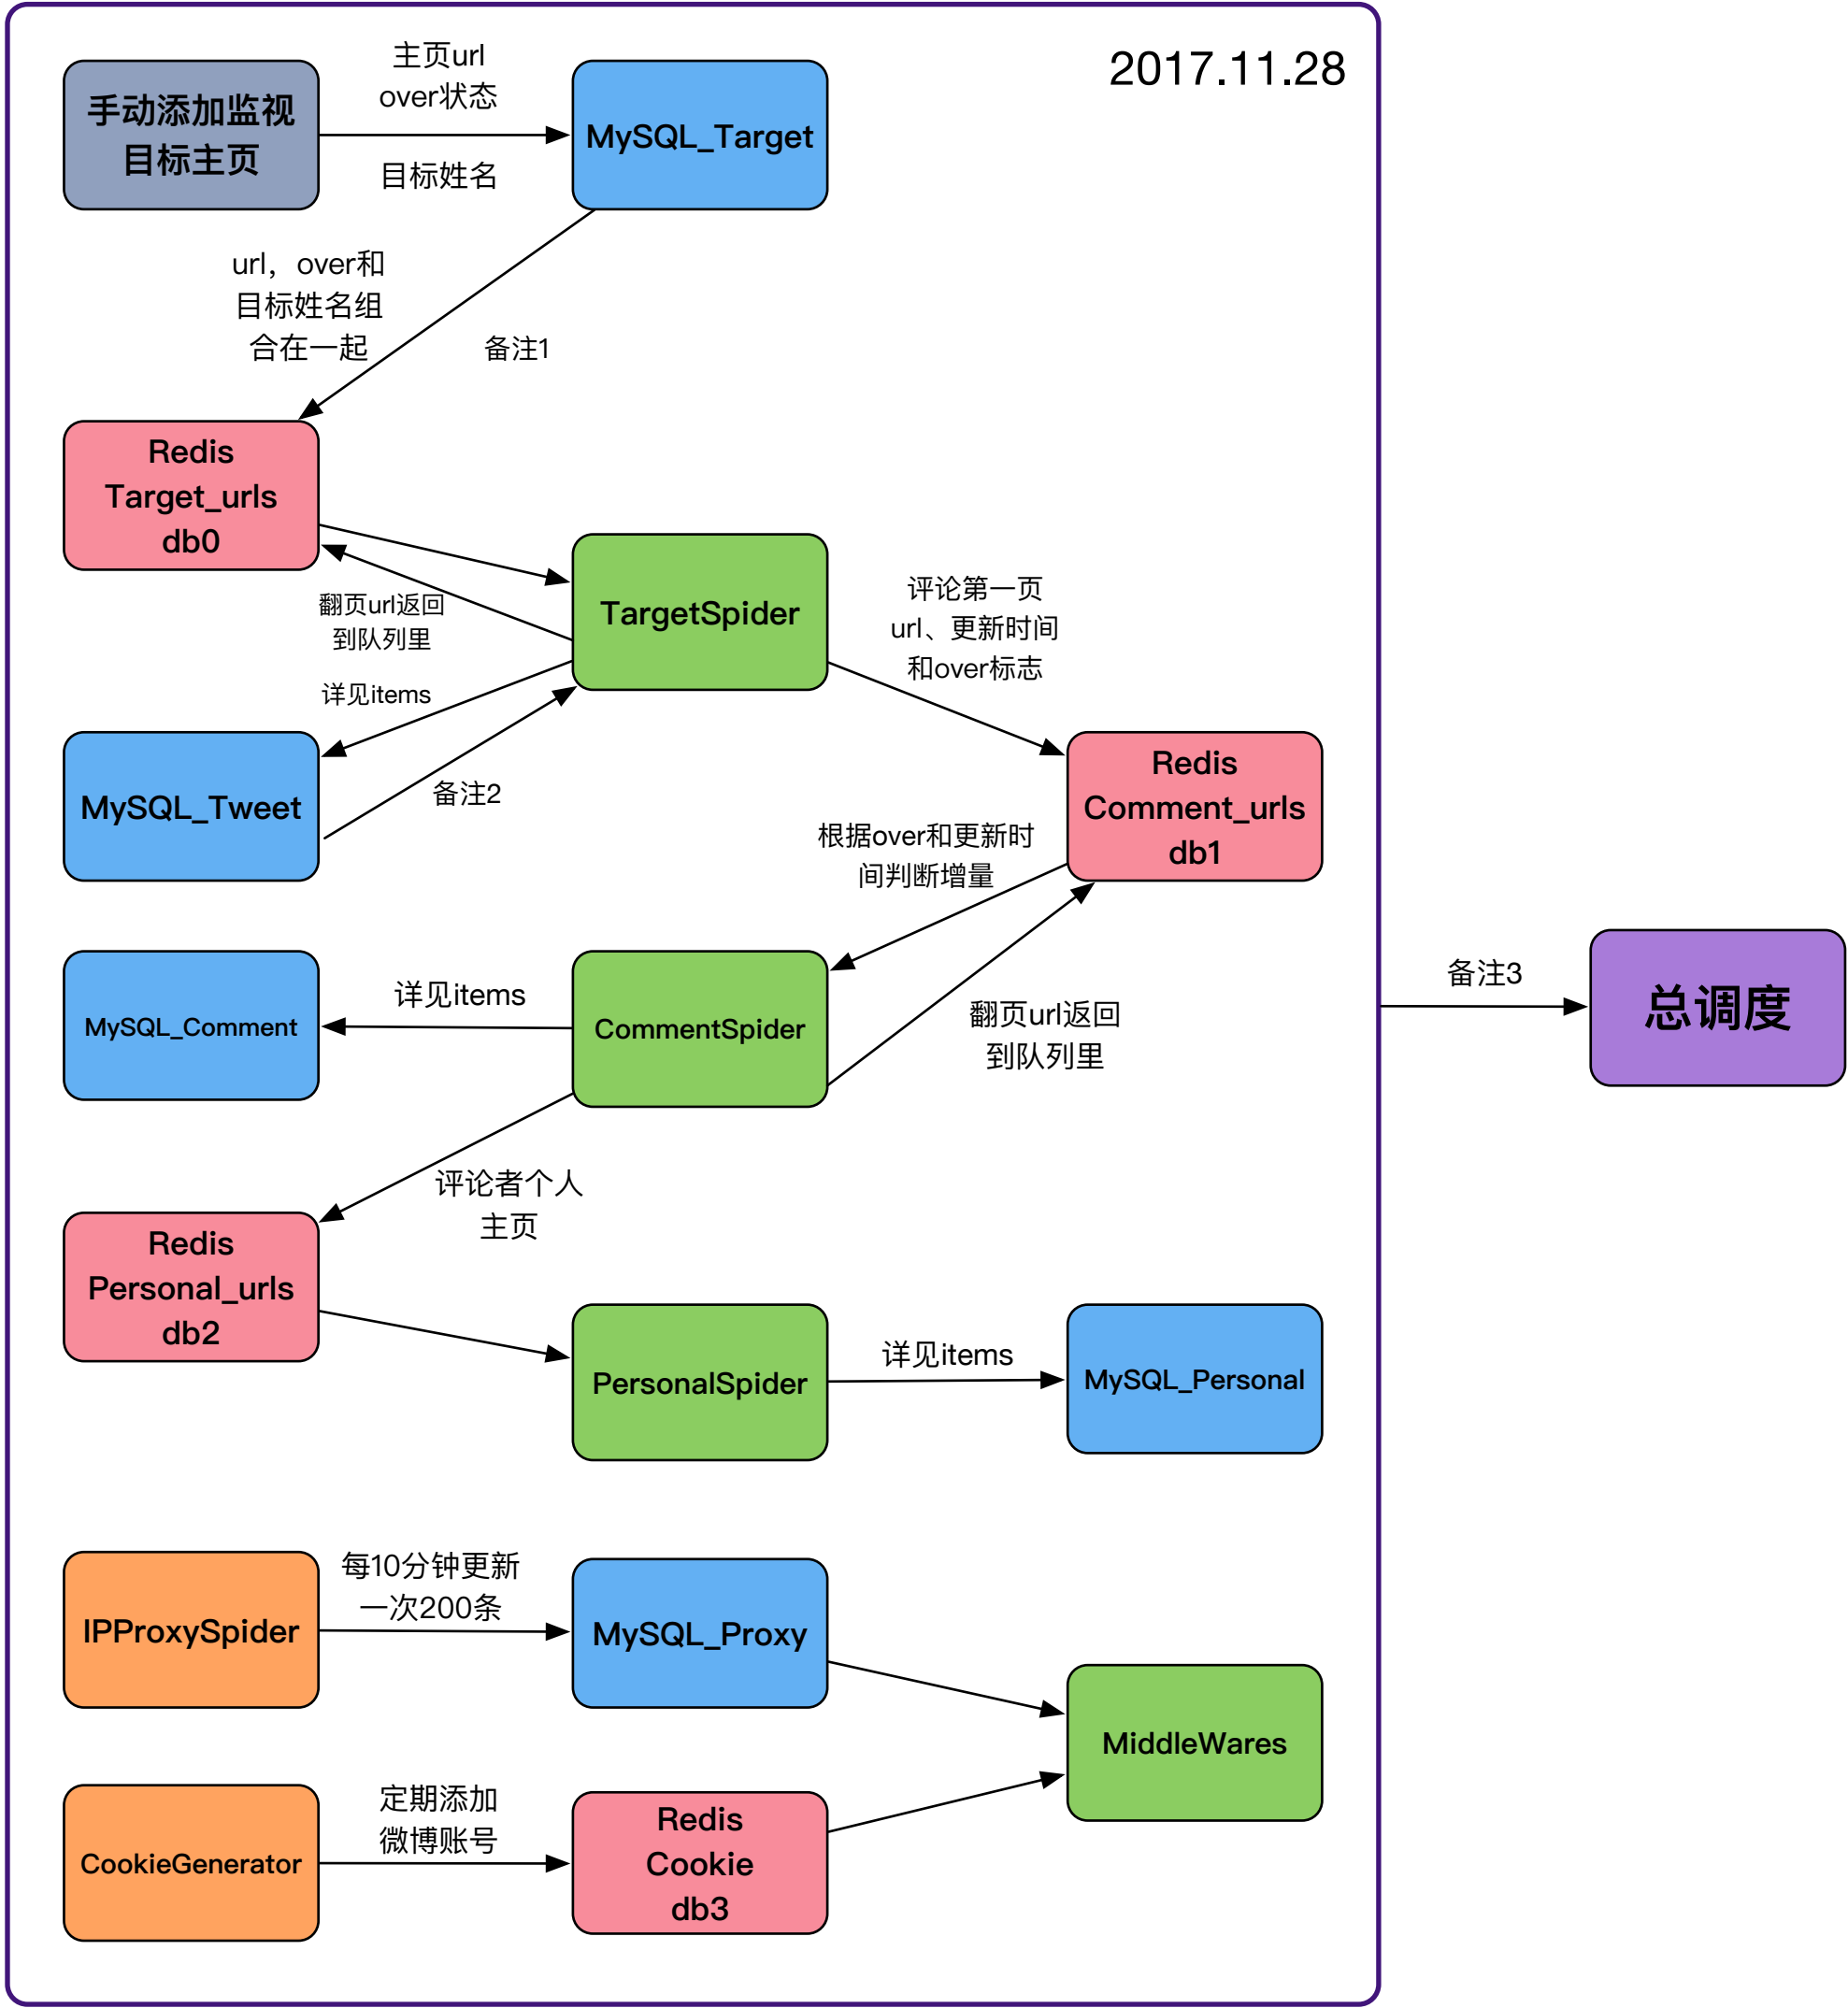 2017.11.28
手动添加监视
目标主页
主页url
over状态
目标姓名
MySQL_Target
url，over和
目标姓名组
合在一起
备注1
Redis
Target_urls
db0
翻页url返回
到队列里
TargetSpider
评论第一页
url、更新时间
和over标志
详见items
MySQL_Tweet
备注2
Redis
Comment_urls
db1
根据over和更新时
间判断增量
MySQL_Comment
详见items
CommentSpider
翻页url返回
到队列里
备注3
总调度
评论者个人
主页
Redis
Personal_urls
db2
PersonalSpider
详见items
MySQL_Personal
IPProxySpider
每10分钟更新
一次200条
MySQL_Proxy
MiddleWares
CookieGenerator
定期添加
微博账号
Redis
Cookie
db3